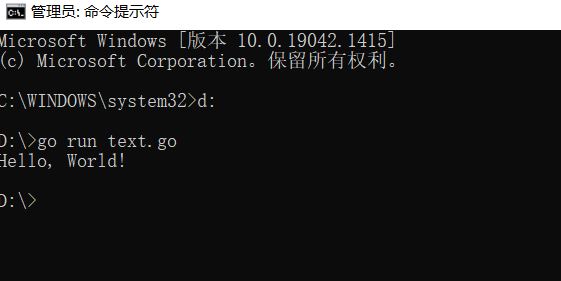 管理员: 命令提示符
Microsoft Windows [版本 10.0.19042.1415]
(c) Microsoft Corporation。保留所有权利。
C:\WINDOWS\system32>d:
D:\>go run text.go
Hello, World!
D:\>